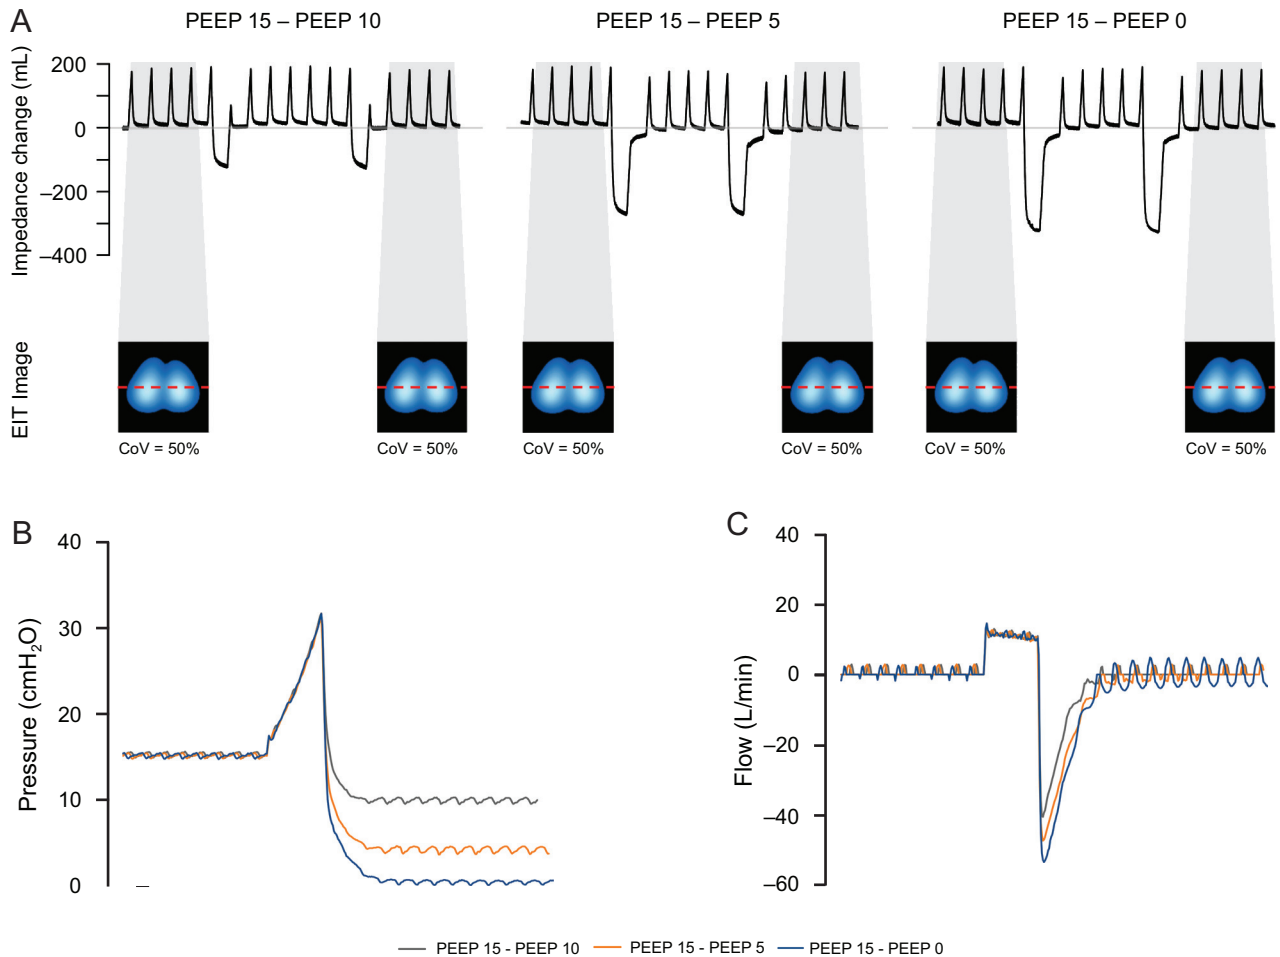 A
PEEP 15 – PEEP 10
PEEP 15 – PEEP 5
PEEP 15 – PEEP 0
Impedance change (mL)
200
0
–200
–400
EIT Image
CoV = 50%
CoV = 50%
CoV = 50%
CoV = 50%
CoV = 50%
CoV = 50%
B
Pressure (cmH₂O)
40
30
20
10
0
C
Flow (L/min)
40
20
0
–20
–40
–60
PEEP 15 - PEEP 10
PEEP 15 - PEEP 5
PEEP 15 - PEEP 0